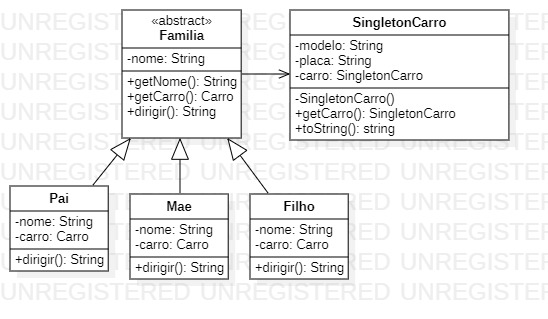 «abstract»
Familia
-nome: String
+getNome(): String
+getCarro(): Carro
+dirigir(): String
SingletonCarro
-modelo: String
-placa: String
-carro: SingletonCarro
-SingletonCarro()
+getCarro(): SingletonCarro
+toString(): string
Pai
-nome: String
-carro: Carro
+dirigir(): String
Mae
-nome: String
-carro: Carro
+dirigir(): String
Filho
-nome: String
-carro: Carro
+dirigir(): String
UNREGISTERED UNREGISTERED UNREGISTERED